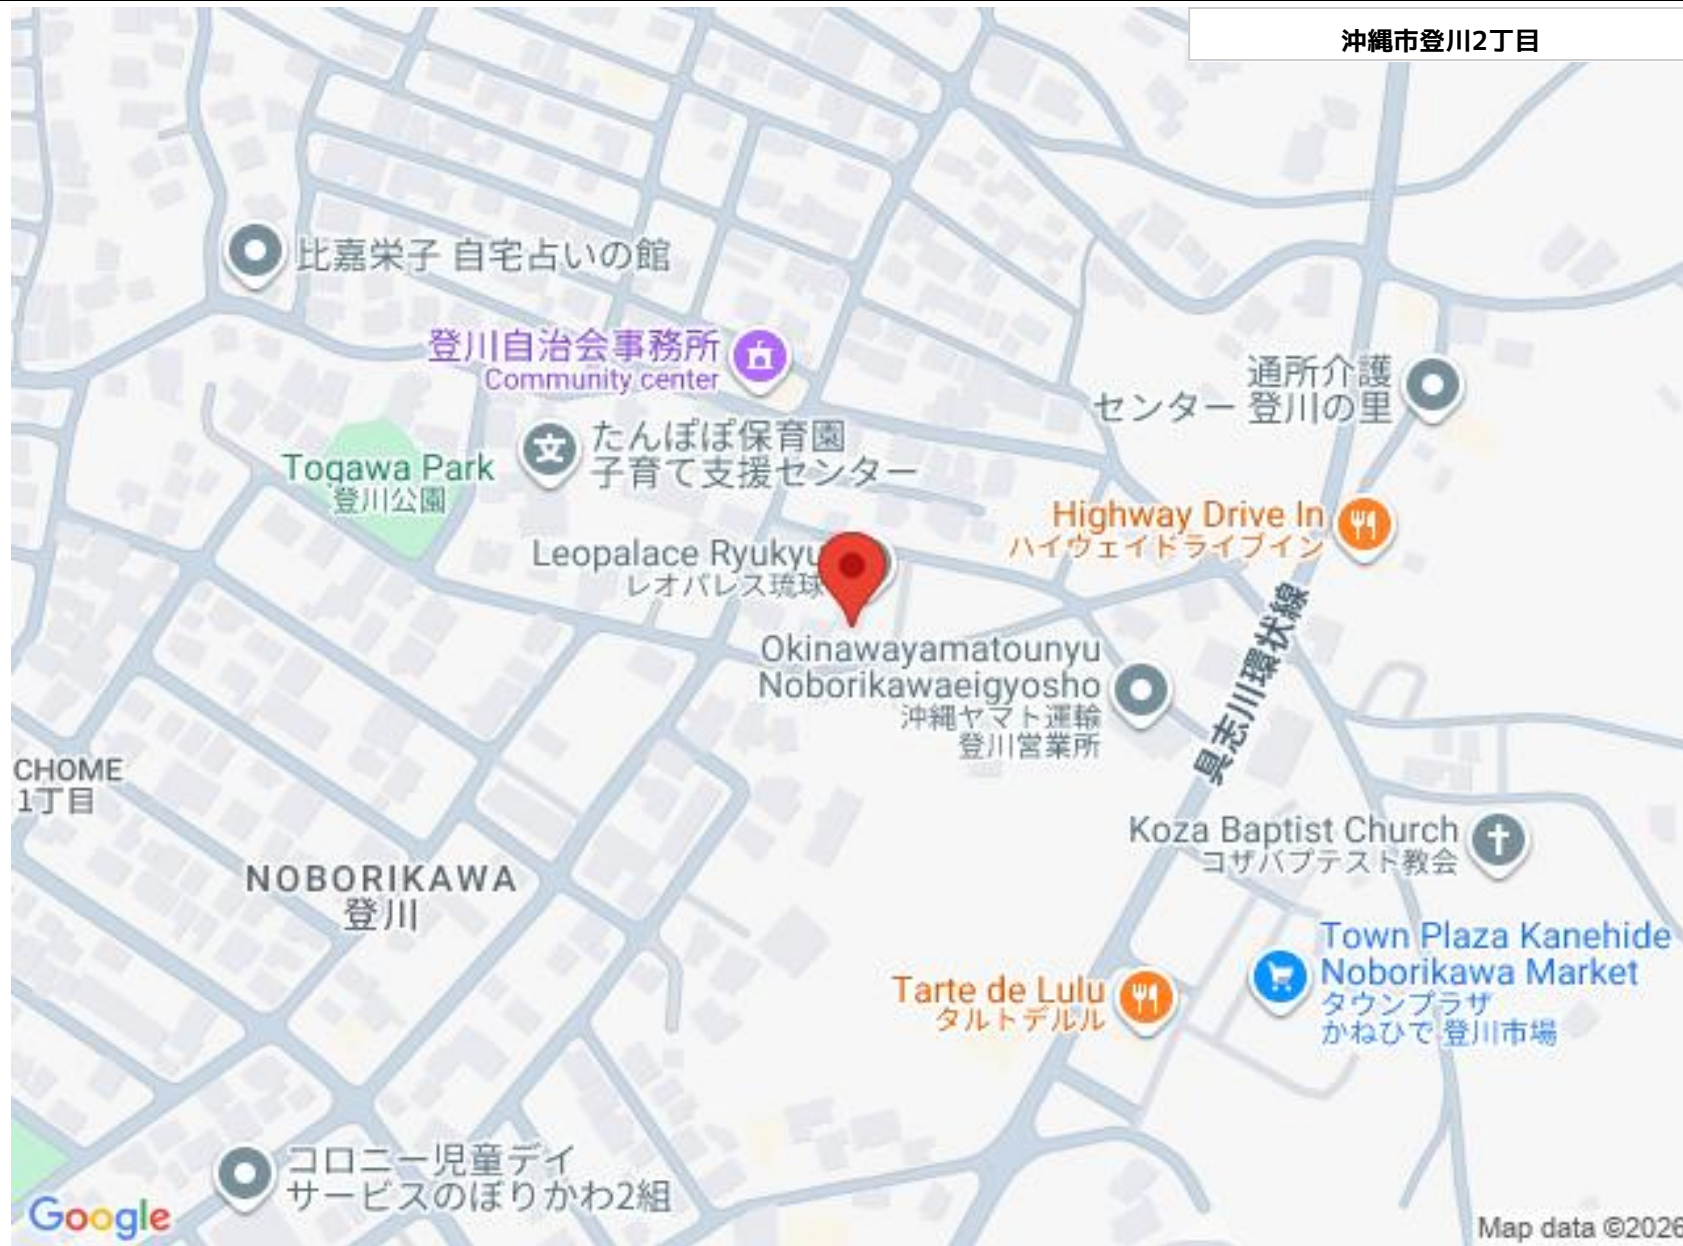 沖縄市登川2丁目
比嘉栄子 自宅占いの館
登川自治会事務所
Community center
通所介護
センター 登川の里
たんぽぽ保育園
子育て支援センター
Togawa Park
登川公園
Highway Drive In
ハイウェイドライブイン
Leopalace Ryukyu
レオパレス琉球
具志川環状線
Okinawayamatounyu
Noborikawaeigyosho
沖縄ヤマト運輸
登川営業所
CHOME
1丁目
Koza Baptist Church
コザバプテスト教会
NOBORIKAWA
登川
Town Plaza Kanehide
Noborikawa Market
タウンプラザ
かねひで 登川市場
Tarte de Lulu
タルトデルル
コロニー児童デイ
サービスのぼりかわ2組
Google
Map data ©2026